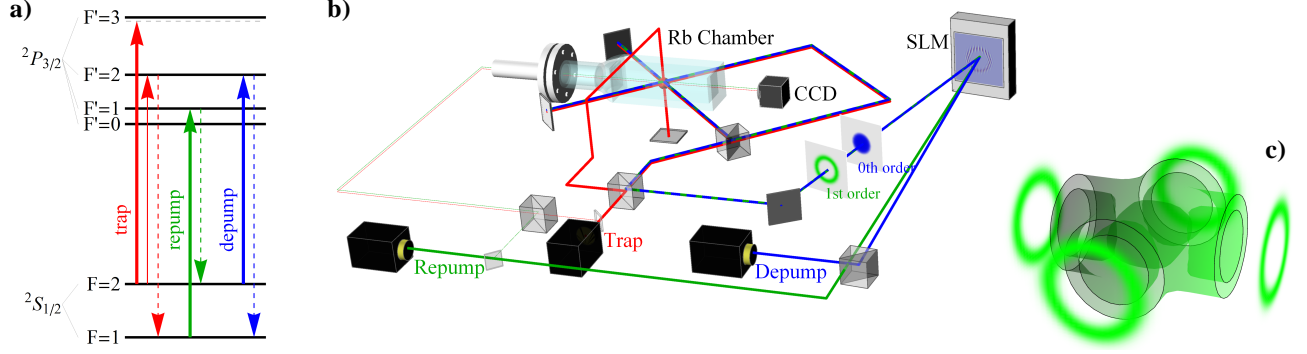 a)
F'=3
²P₃/₂
F'=2
F'=1
F'=0
trap
repump
depump
F=2
²S₁/₂
F=1
b)
Rb Chamber
SLM
CCD
0th order
1st order
Trap
Repump
Depump
c)